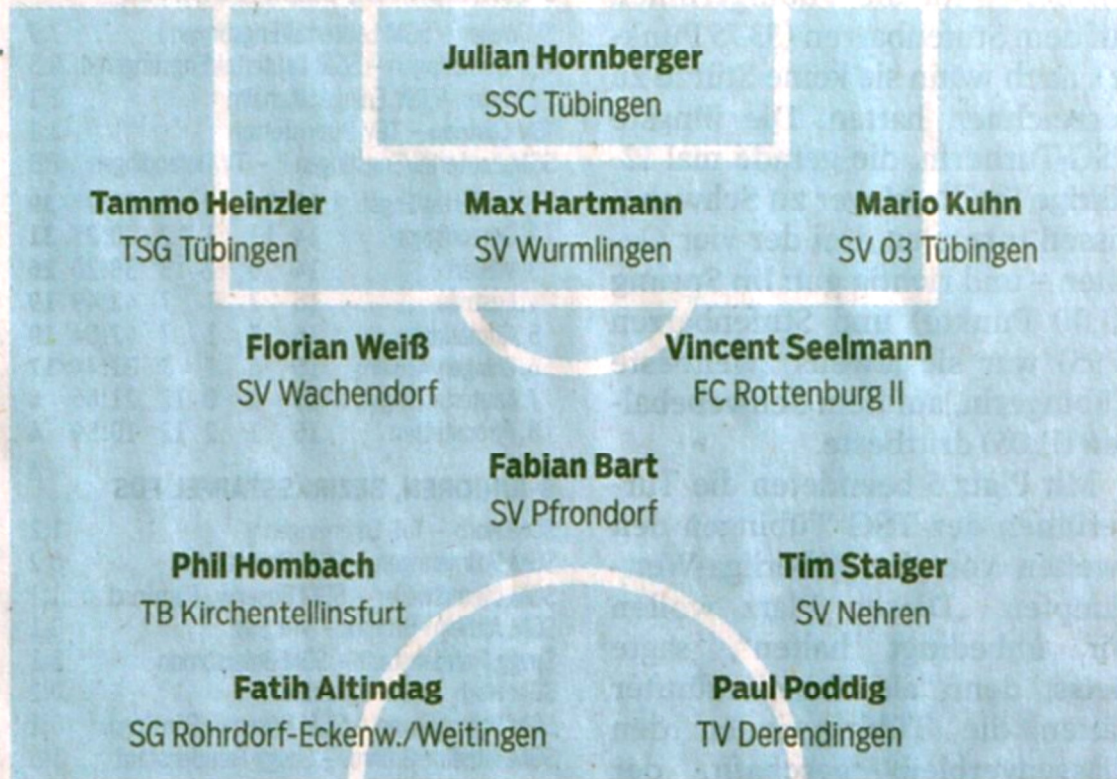 Julian Hornberger
SSC Tübingen
Tammo Heinzler Max Hartmann Mario Kuhn
TSG Tübingen SV Wurmlingen SV 03 Tübingen
Florian Weiß Vincent Seelmann
SV Wachendorf FC Rottenburg II
Fabian Bart
SV Pfrondorf
Phil Hombach Tim Staiger
TB Kirchentellinsfurt SV Nehren
Fatih Altindag Paul Poddig
SG Rohrdorf-Eckenw./Weitingen TV Derendingen